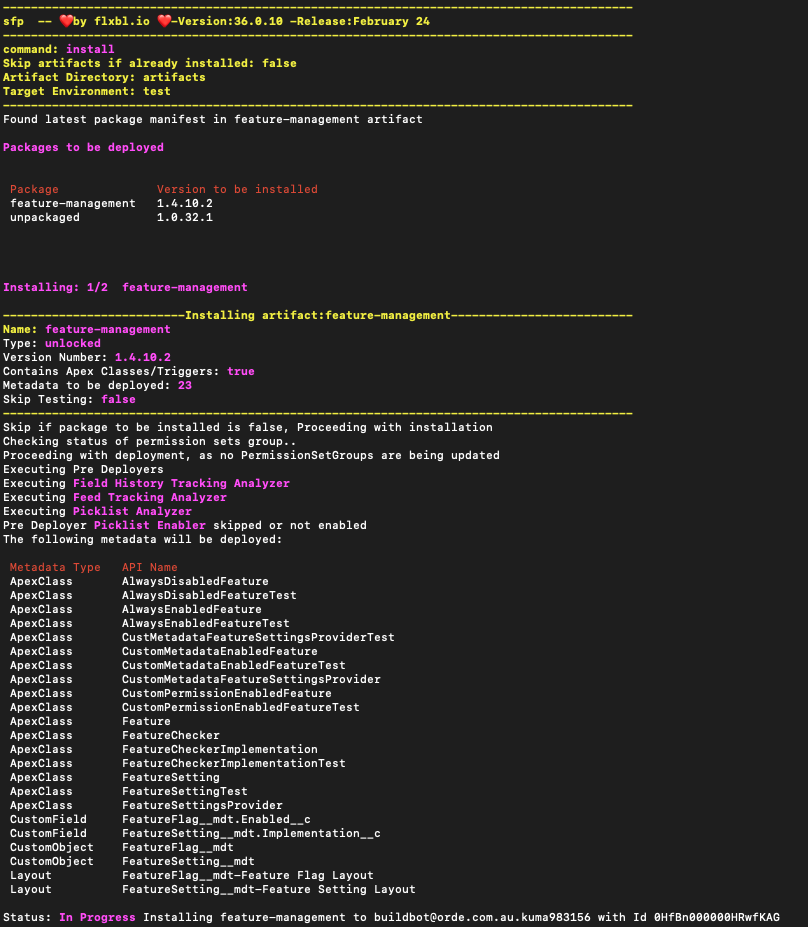 sfp -- ❤️by flxbl.io ❤️-Version:36.0.10 -Release:February 24
command: install
Skip artifacts if already installed: false
Artifact Directory: artifacts
Target Environment: test
Found latest package manifest in feature-management artifact
Packages to be deployed
Package Version to be installed
feature-management 1.4.10.2
unpackaged 1.0.32.1
Installing: 1/2 feature-management
Installing artifact:feature-management
Name: feature-management
Type: unlocked
Version Number: 1.4.10.2
Contains Apex Classes/Triggers: true
Metadata to be deployed: 23
Skip Testing: false
Skip if package to be installed is false, Proceeding with installation
Checking status of permission sets group..
Proceeding with deployment, as no PermissionSetGroups are being updated
Executing Pre Deployers
Executing Field History Tracking Analyzer
Executing Feed Tracking Analyzer
Executing Picklist Analyzer
Pre Deployer Picklist Enabler skipped or not enabled
The following metadata will be deployed:
Metadata Type API Name
ApexClass AlwaysDisabledFeature
ApexClass AlwaysDisabledFeatureTest
ApexClass AlwaysEnabledFeature
ApexClass AlwaysEnabledFeatureTest
ApexClass CustMetadataFeatureSettingsProviderTest
ApexClass CustomMetadataEnabledFeature
ApexClass CustomMetadataEnabledFeatureTest
ApexClass CustomMetadataFeatureSettingsProvider
ApexClass CustomPermissionEnabledFeature
ApexClass CustomPermissionEnabledFeatureTest
ApexClass Feature
ApexClass FeatureChecker
ApexClass FeatureCheckerImplementation
ApexClass FeatureCheckerImplementationTest
ApexClass FeatureSetting
ApexClass FeatureSettingTest
ApexClass FeatureSettingsProvider
CustomField FeatureFlag__mdt.Enabled__c
CustomField FeatureSetting__mdt.Implementation__c
CustomObject FeatureFlag__mdt
CustomObject FeatureSetting__mdt
Layout FeatureFlag__mdt-Feature Flag Layout
Layout FeatureSetting__mdt-Feature Setting Layout
Status: In Progress Installing feature-management to buildbot@orde.com.au.kuma983156 with Id 0HfBn000000HRwfKAG